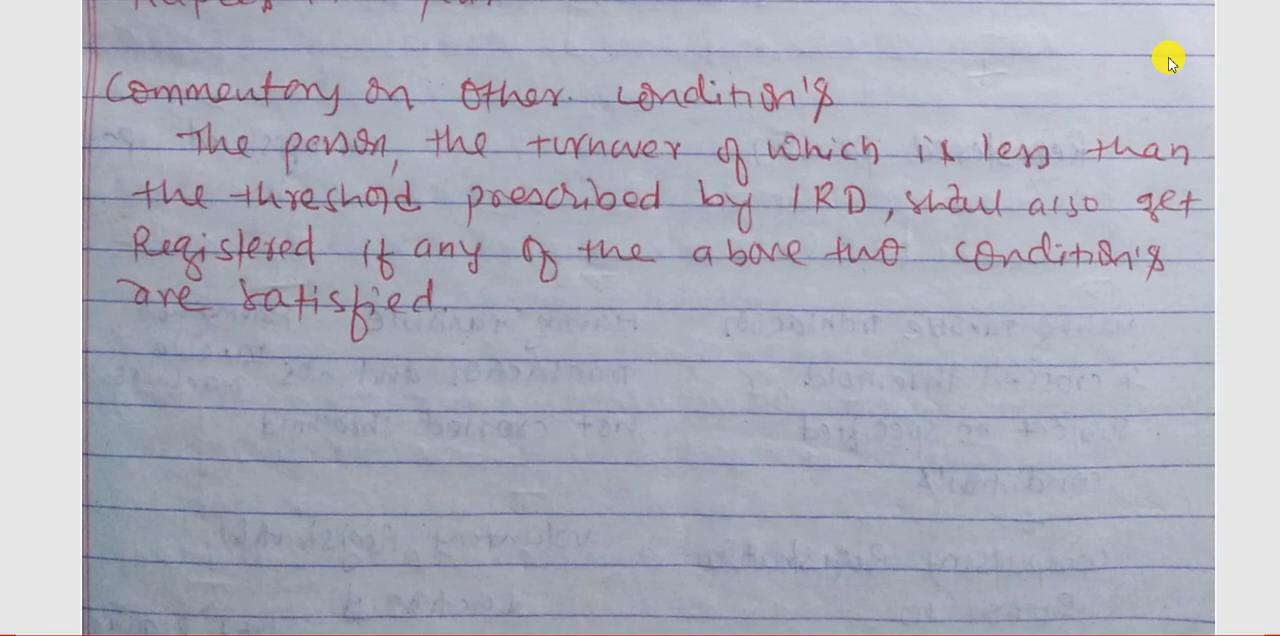 Commentary on Other Condition's
The person, the turnover of which is less than
the threshold prescribed by IRD, shall also get
Registered if any of the above two condition's
are satisfied.